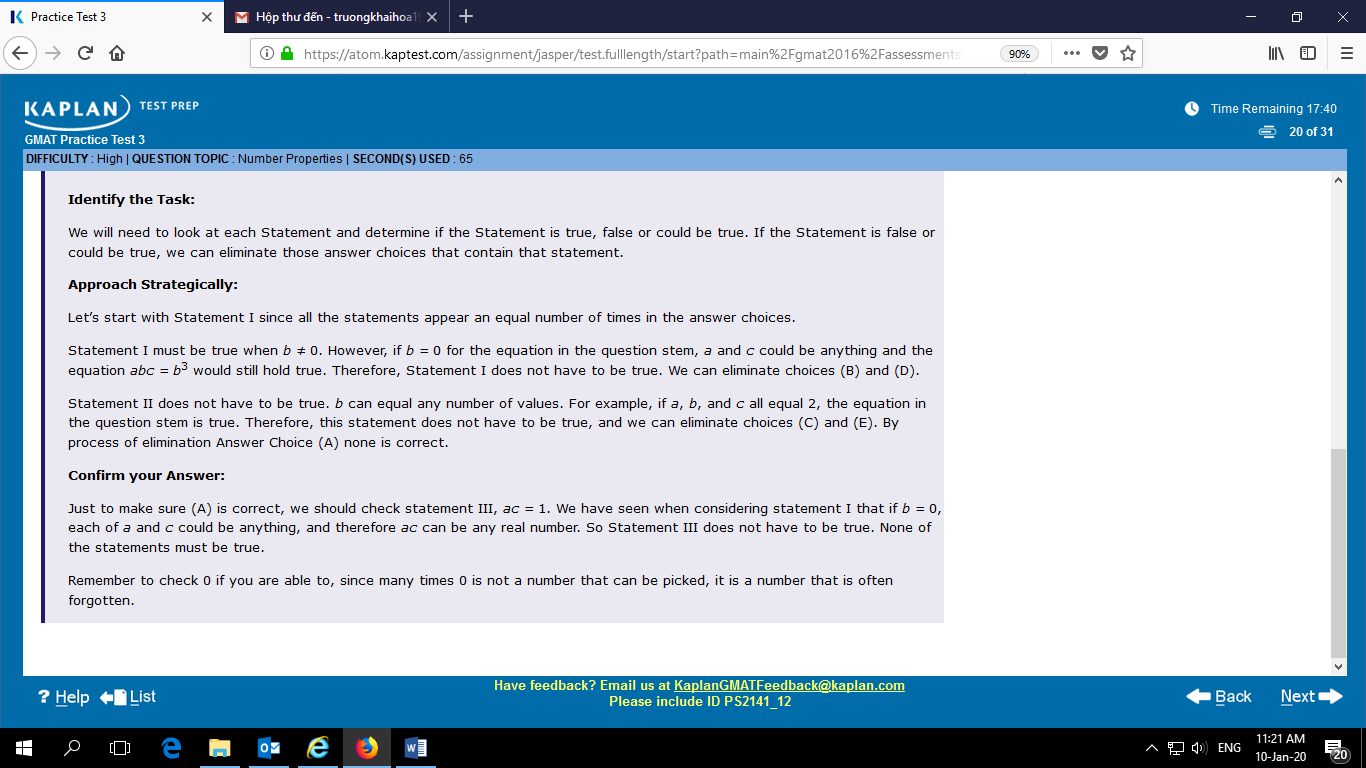 Practice Test 3
Hộp thư đến - truongkhaihoa1
https://atom.kaptest.com/assignment/jasper/test.fulllength/start?path=main%2Fgmat2016%2Fassessments
90%
KAPLAN TEST PREP
GMAT Practice Test 3
Time Remaining 17:40
20 of 31
DIFFICULTY : High | QUESTION TOPIC : Number Properties | SECOND(S) USED : 65
Identify the Task:
We will need to look at each Statement and determine if the Statement is true, false or could be true. If the Statement is false or
could be true, we can eliminate those answer choices that contain that statement.
Approach Strategically:
Let's start with Statement I since all the statements appear an equal number of times in the answer choices.
Statement I must be true when b ≠ 0. However, if b = 0 for the equation in the question stem, a and c could be anything and the
equation abc = b³ would still hold true. Therefore, Statement I does not have to be true. We can eliminate choices (B) and (D).
Statement II does not have to be true. b can equal any number of values. For example, if a, b, and c all equal 2, the equation in
the question stem is true. Therefore, this statement does not have to be true, and we can eliminate choices (C) and (E). By
process of elimination Answer Choice (A) none is correct.
Confirm your Answer:
Just to make sure (A) is correct, we should check statement III, ac = 1. We have seen when considering statement I that if b = 0,
each of a and c could be anything, and therefore ac can be any real number. So Statement III does not have to be true. None of
the statements must be true.
Remember to check 0 if you are able to, since many times 0 is not a number that can be picked, it is a number that is often
forgotten.
? Help
List
Have feedback? Email us at KaplanGMATFeedback@kaplan.com
Please include ID PS2141_12
Back
Next
ENG
11:21 AM
10-Jan-20
20